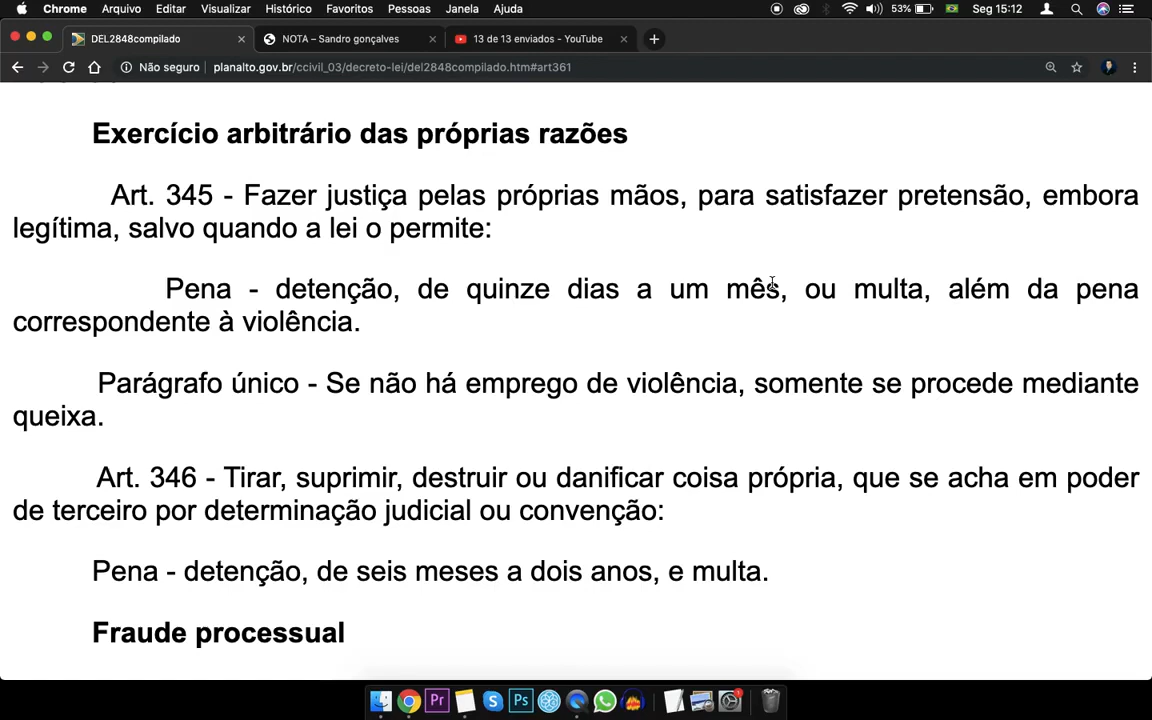 Chrome Arquivo Editar Visualizar Histórico Favoritos Pessoas Janela Ajuda 53% Seg 15:12
DEL2848compilado NOTA – Sandro gonçalves 13 de 13 enviados - YouTube
Não seguro planalto.gov.br/ccivil_03/decreto-lei/del2848compilado.htm#art361
Exercício arbitrário das próprias razões
Art. 345 - Fazer justiça pelas próprias mãos, para satisfazer pretensão, embora
legítima, salvo quando a lei o permite:
Pena - detenção, de quinze dias a um mês, ou multa, além da pena
correspondente à violência.
Parágrafo único - Se não há emprego de violência, somente se procede mediante
queixa.
Art. 346 - Tirar, suprimir, destruir ou danificar coisa própria, que se acha em poder
de terceiro por determinação judicial ou convenção:
Pena - detenção, de seis meses a dois anos, e multa.
Fraude processual
Pr Ps